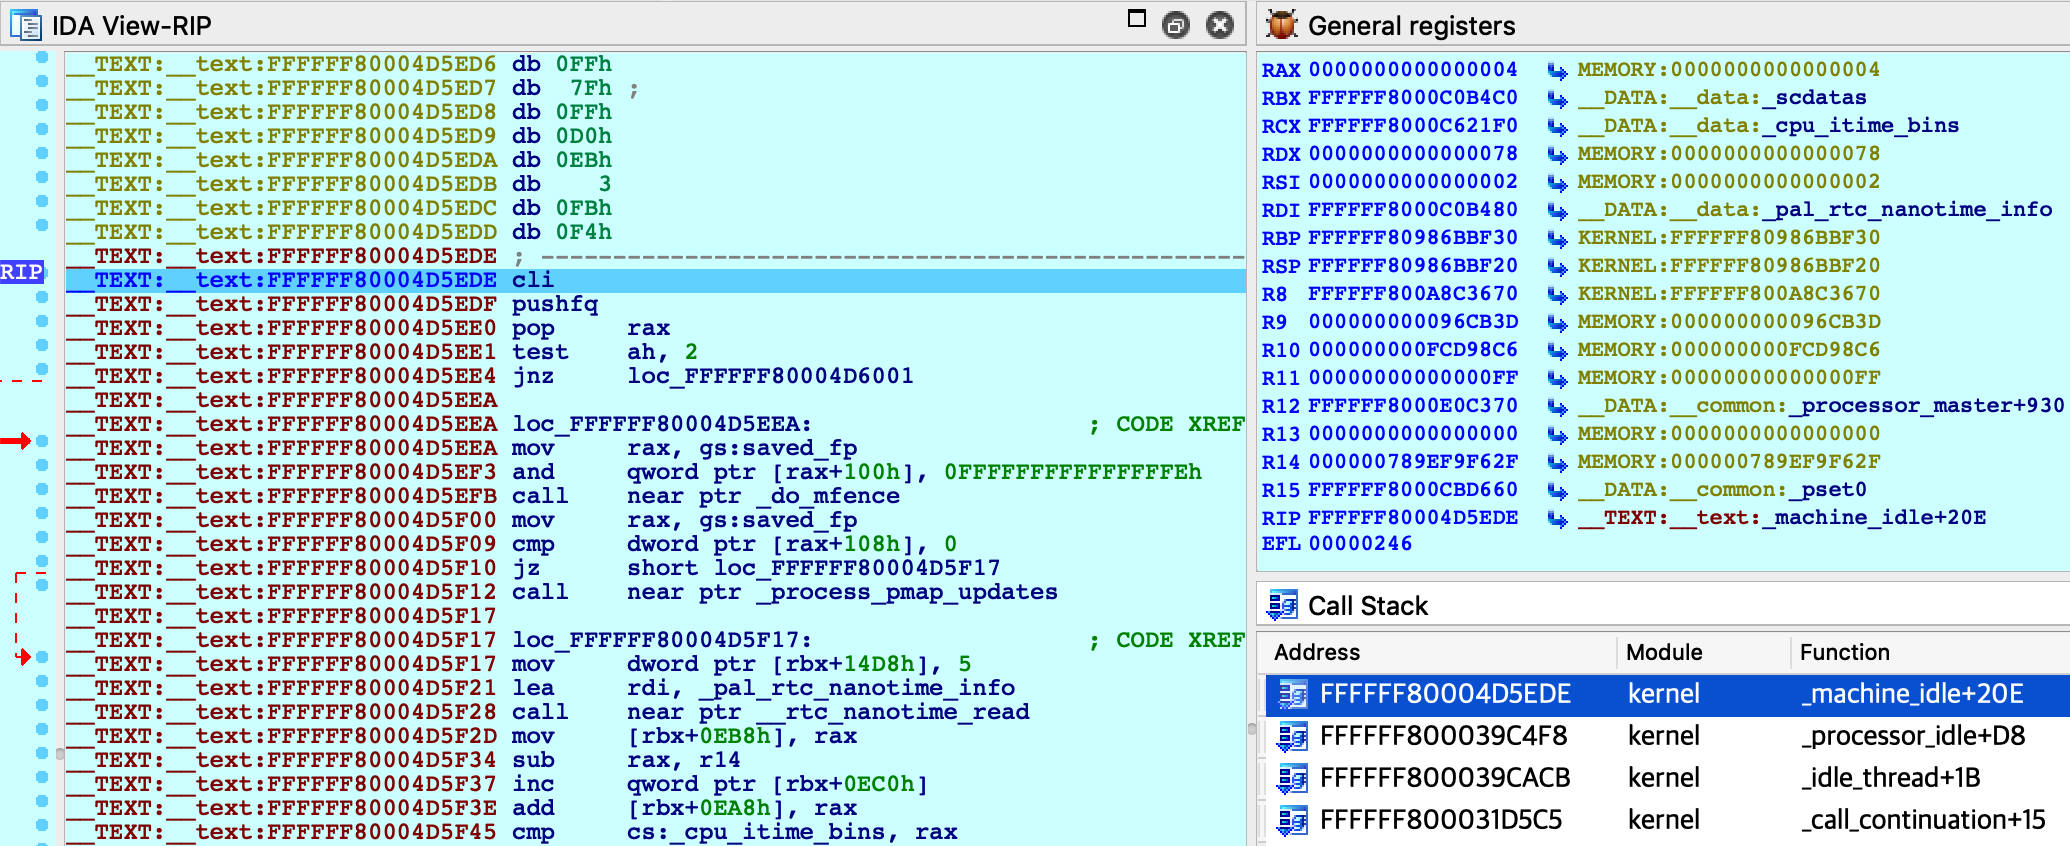 IDA View-RIP
__TEXT:__text:FFFFFF80004D5ED6 db 0FFh
__TEXT:__text:FFFFFF80004D5ED7 db  7Fh ;
__TEXT:__text:FFFFFF80004D5ED8 db 0FFh
__TEXT:__text:FFFFFF80004D5ED9 db 0D0h
__TEXT:__text:FFFFFF80004D5EDA db 0EBh
__TEXT:__text:FFFFFF80004D5EDB db    3
__TEXT:__text:FFFFFF80004D5EDC db 0FBh
__TEXT:__text:FFFFFF80004D5EDD db 0F4h
__TEXT:__text:FFFFFF80004D5EDE ; -------------------------------------------------
RIP
__TEXT:__text:FFFFFF80004D5EDE cli
__TEXT:__text:FFFFFF80004D5EDF pushfq
__TEXT:__text:FFFFFF80004D5EE0 pop     rax
__TEXT:__text:FFFFFF80004D5EE1 test    ah, 2
__TEXT:__text:FFFFFF80004D5EE4 jnz     loc_FFFFFF80004D6001
__TEXT:__text:FFFFFF80004D5EEA
__TEXT:__text:FFFFFF80004D5EEA loc_FFFFFF80004D5EEA:                   ; CODE XREF
__TEXT:__text:FFFFFF80004D5EEA mov     rax, gs:saved_fp
__TEXT:__text:FFFFFF80004D5EF3 and     qword ptr [rax+100h], 0FFFFFFFFFFFFFFFEh
__TEXT:__text:FFFFFF80004D5EFB call    near ptr _do_mfence
__TEXT:__text:FFFFFF80004D5F00 mov     rax, gs:saved_fp
__TEXT:__text:FFFFFF80004D5F09 cmp     dword ptr [rax+108h], 0
__TEXT:__text:FFFFFF80004D5F10 jz      short loc_FFFFFF80004D5F17
__TEXT:__text:FFFFFF80004D5F12 call    near ptr _process_pmap_updates
__TEXT:__text:FFFFFF80004D5F17
__TEXT:__text:FFFFFF80004D5F17 loc_FFFFFF80004D5F17:                   ; CODE XREF
__TEXT:__text:FFFFFF80004D5F17 mov     dword ptr [rbx+14D8h], 5
__TEXT:__text:FFFFFF80004D5F21 lea     rdi, _pal_rtc_nanotime_info
__TEXT:__text:FFFFFF80004D5F28 call    near ptr __rtc_nanotime_read
__TEXT:__text:FFFFFF80004D5F2D mov     [rbx+0EB8h], rax
__TEXT:__text:FFFFFF80004D5F34 sub     rax, r14
__TEXT:__text:FFFFFF80004D5F37 inc     qword ptr [rbx+0EC0h]
__TEXT:__text:FFFFFF80004D5F3E add     [rbx+0EA8h], rax
__TEXT:__text:FFFFFF80004D5F45 cmp     cs:_cpu_itime_bins, rax
General registers
RAX 0000000000000004 MEMORY:0000000000000004
RBX FFFFFF8000C0B4C0 __DATA:__data:_scdatas
RCX FFFFFF8000C621F0 __DATA:__data:_cpu_itime_bins
RDX 0000000000000078 MEMORY:0000000000000078
RSI 0000000000000002 MEMORY:0000000000000002
RDI FFFFFF8000C0B480 __DATA:__data:_pal_rtc_nanotime_info
RBP FFFFFF80986BBF30 KERNEL:FFFFFF80986BBF30
RSP FFFFFF80986BBF20 KERNEL:FFFFFF80986BBF20
R8 FFFFFF800A8C3670 KERNEL:FFFFFF800A8C3670
R9 000000000096CB3D MEMORY:000000000096CB3D
R10 000000000FCD98C6 MEMORY:000000000FCD98C6
R11 00000000000000FF MEMORY:00000000000000FF
R12 FFFFFF8000E0C370 __DATA:__common:_processor_master+930
R13 0000000000000000 MEMORY:0000000000000000
R14 000000789EF9F62F MEMORY:000000789EF9F62F
R15 FFFFFF8000CBD660 __DATA:__common:_pset0
RIP FFFFFF80004D5EDE __TEXT:__text:_machine_idle+20E
EFL 00000246
Call Stack
Address Module Function
FFFFFF80004D5EDE kernel _machine_idle+20E
FFFFFF800039C4F8 kernel _processor_idle+D8
FFFFFF800039CACB kernel _idle_thread+1B
FFFFFF800031D5C5 kernel _call_continuation+15